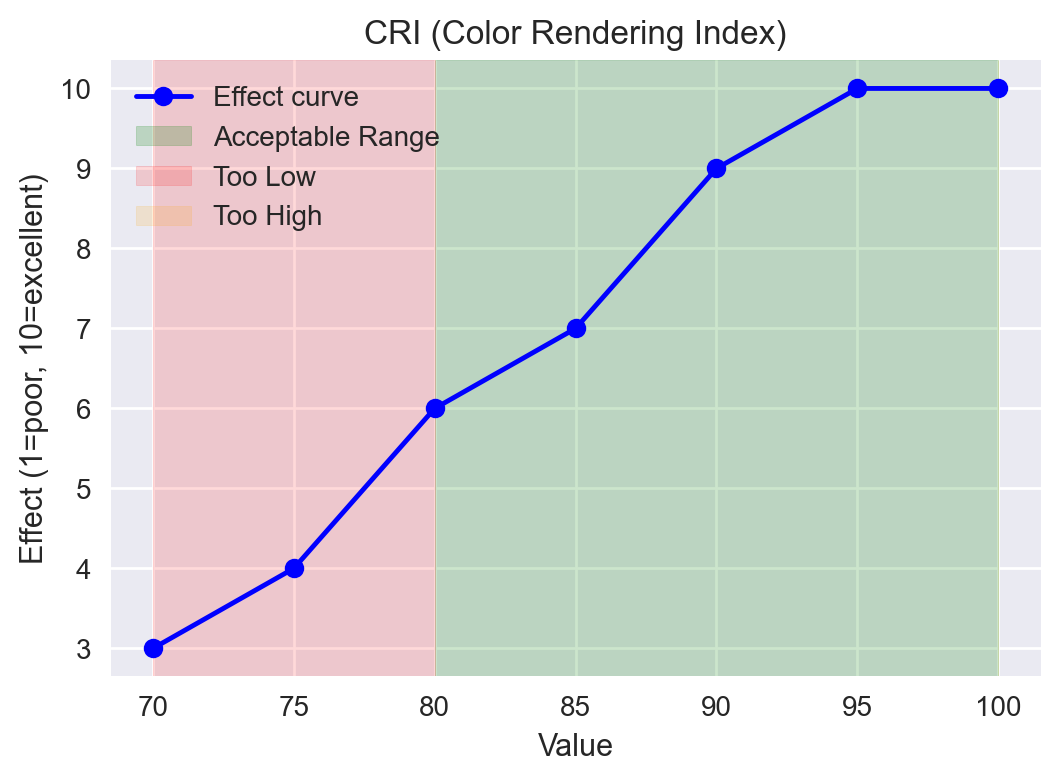 CRI (Color Rendering Index)
Effect curve
Acceptable Range
Too Low
Too High
Effect (1=poor, 10=excellent)
10
9
8
7
6
5
4
3
70 75 80 85 90 95 100
Value